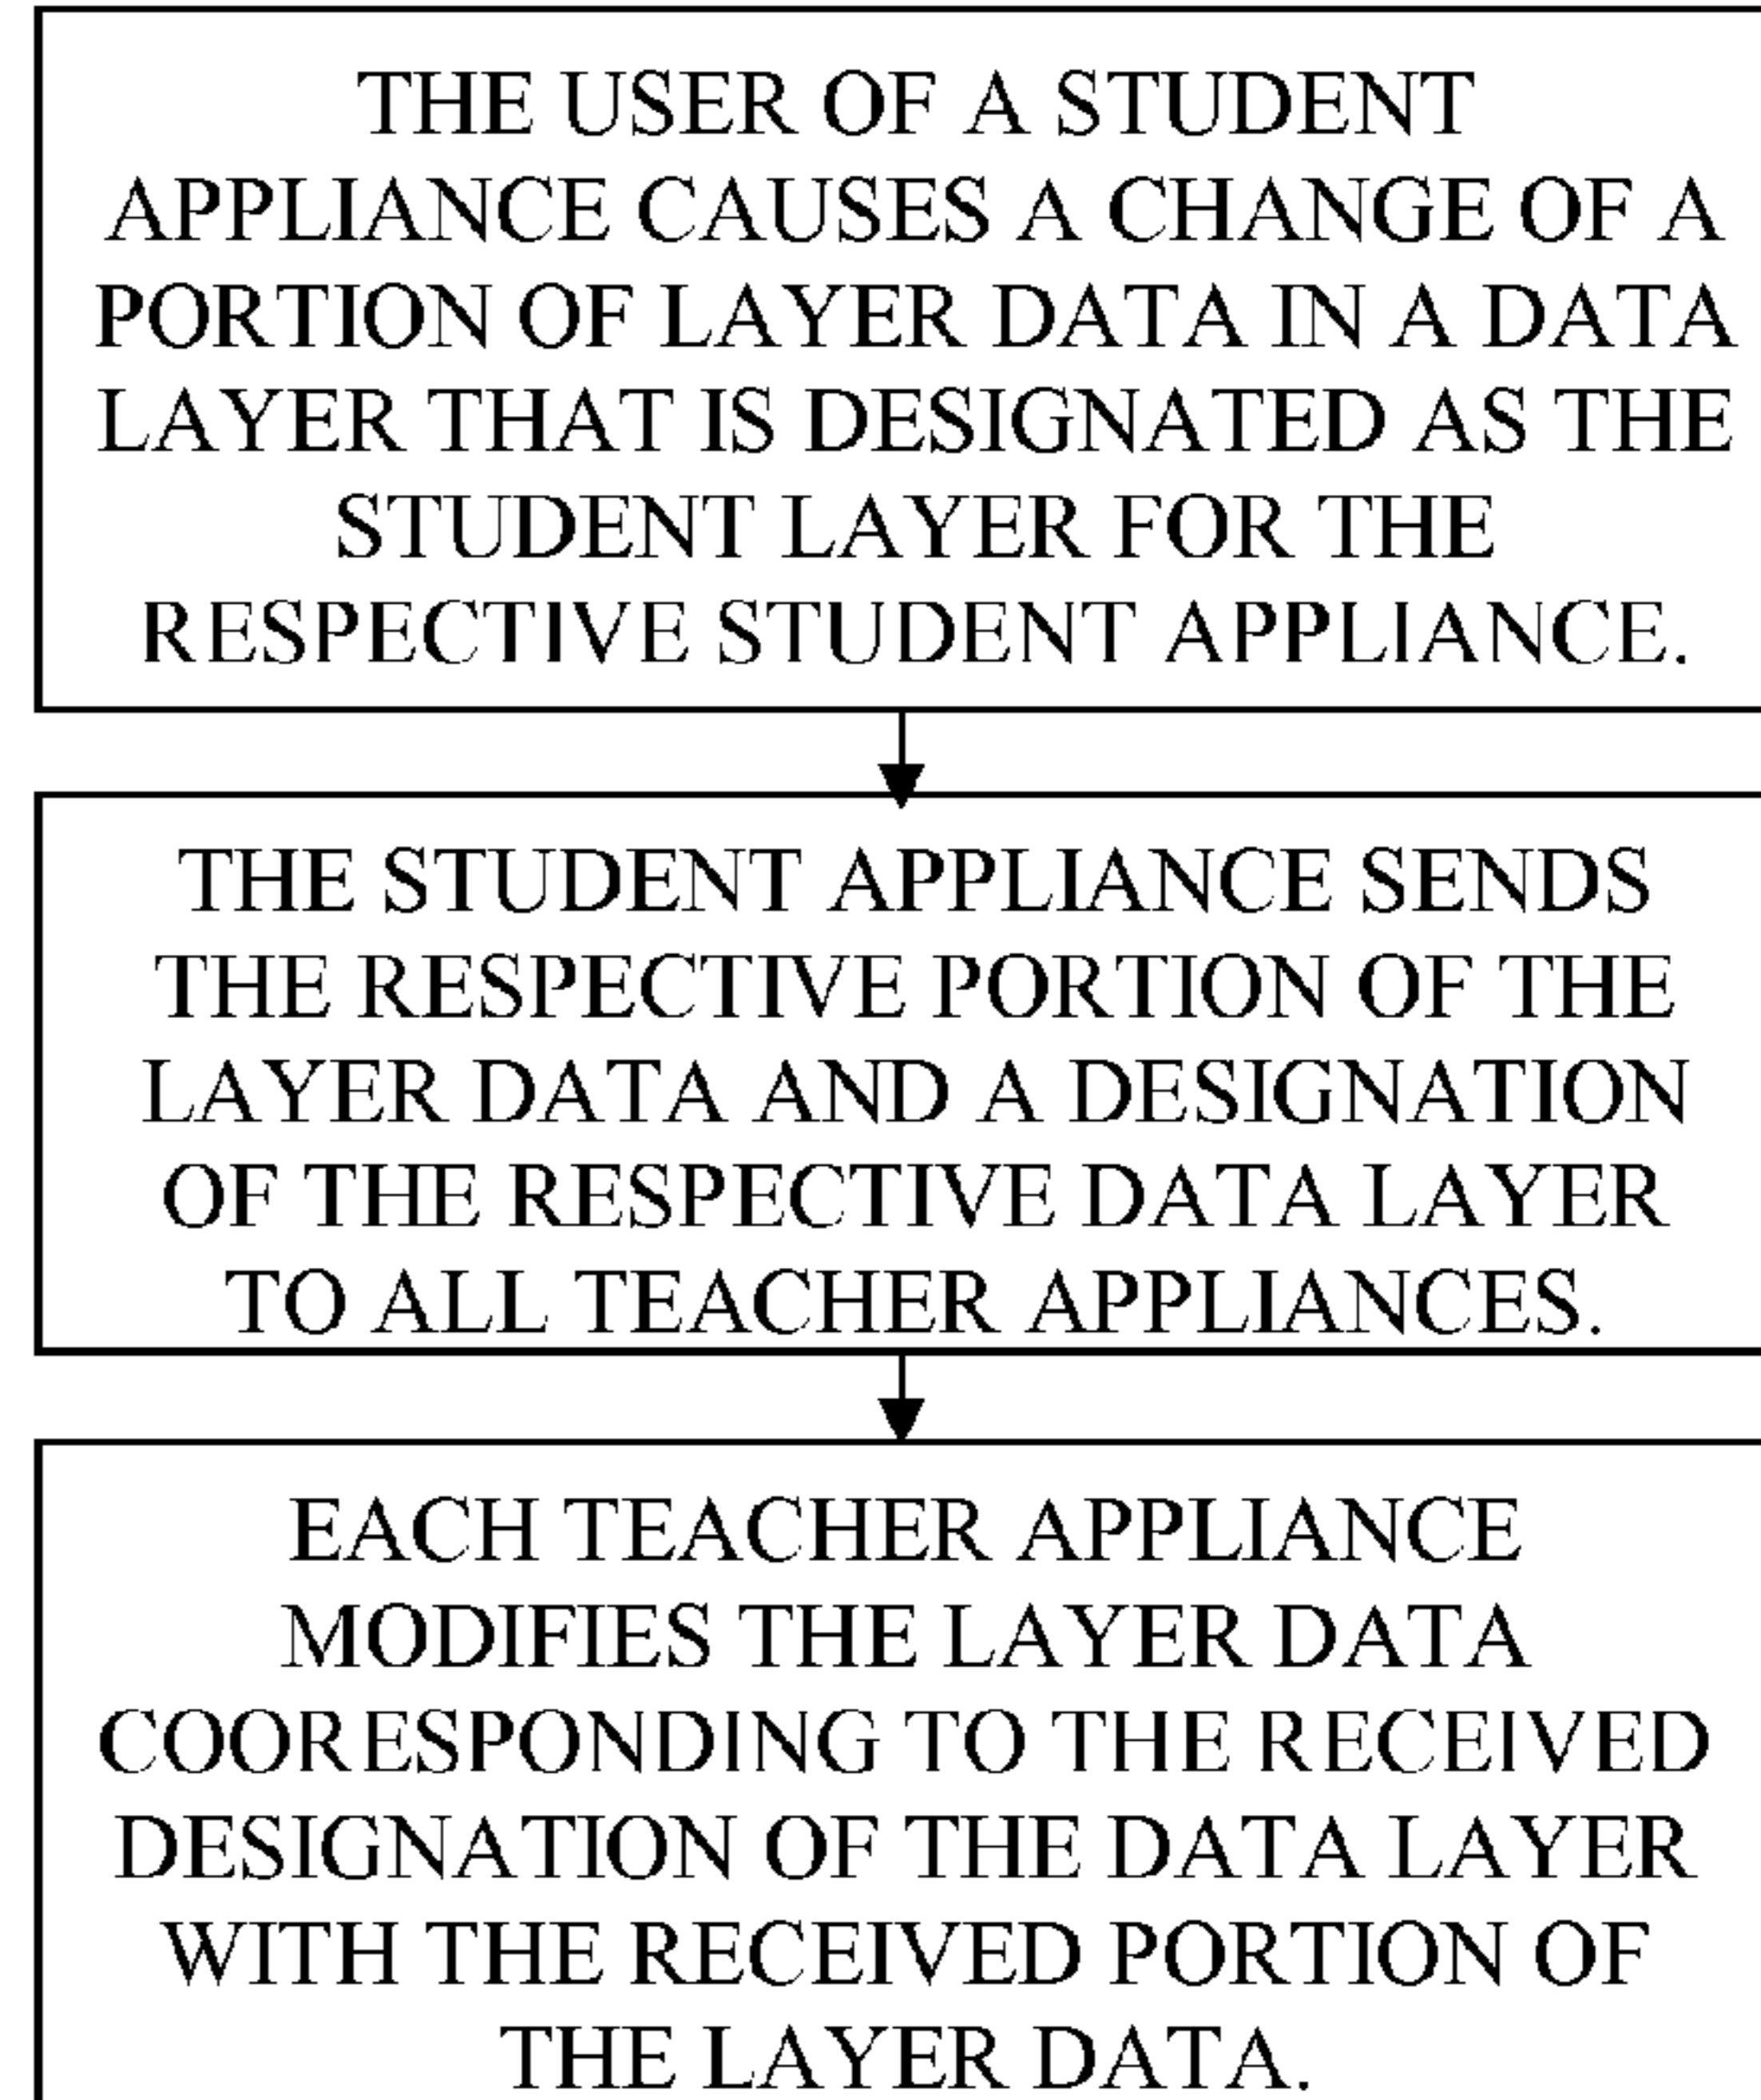 THE USER OF A STUDENT
APPLIANCE CAUSES A CHANGE OF A
PORTION OF LAYER DATA IN A DATA
LAYER THAT IS DESIGNATED AS THE
STUDENT LAYER FOR THE
RESPECTIVE STUDENT APPLIANCE.
THE STUDENT APPLIANCE SENDS
THE RESPECTIVE PORTION OF THE
LAYER DATA AND A DESIGNATION
OF THE RESPECTIVE DATA LAYER
TO ALL TEACHER APPLIANCES.
EACH TEACHER APPLIANCE
MODIFIES THE LAYER DATA
COORESPONDING TO THE RECEIVED
DESIGNATION OF THE DATA LAYER
WITH THE RECEIVED PORTION OF
THE LAYER DATA.